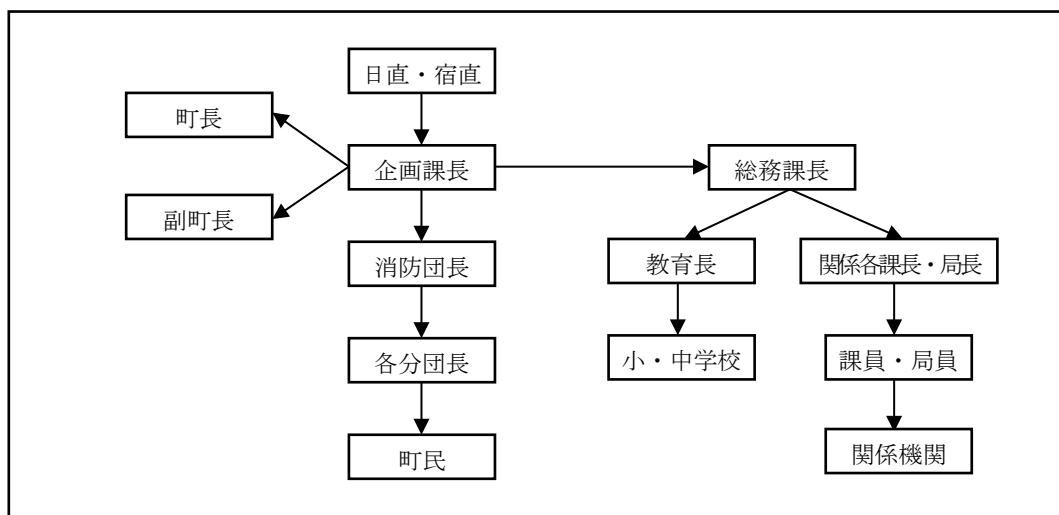 日直・宿直
町長
企画課長
総務課長
副町長
消防団長
教育長
関係各課長・局長
各分団長
小・中学校
課員・局員
町民
関係機関